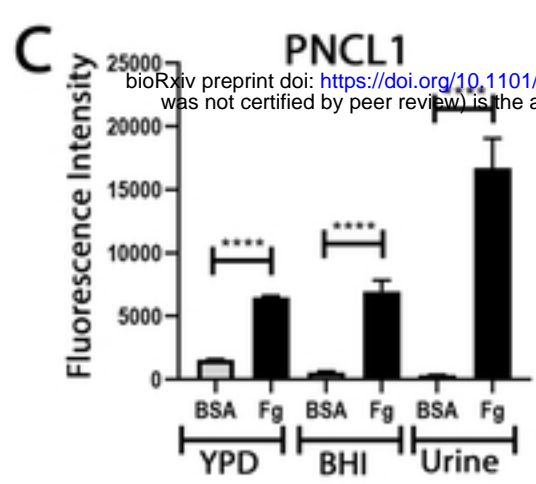 C
PNCL1
bioRxiv preprint doi: https://doi.org/10.1101/
was not certified by peer review) is the a
Fluorescence Intensity
25000
20000
15000
10000
5000
0
****
****
****
BSA Fg BSA Fg BSA Fg
YPD BHI Urine